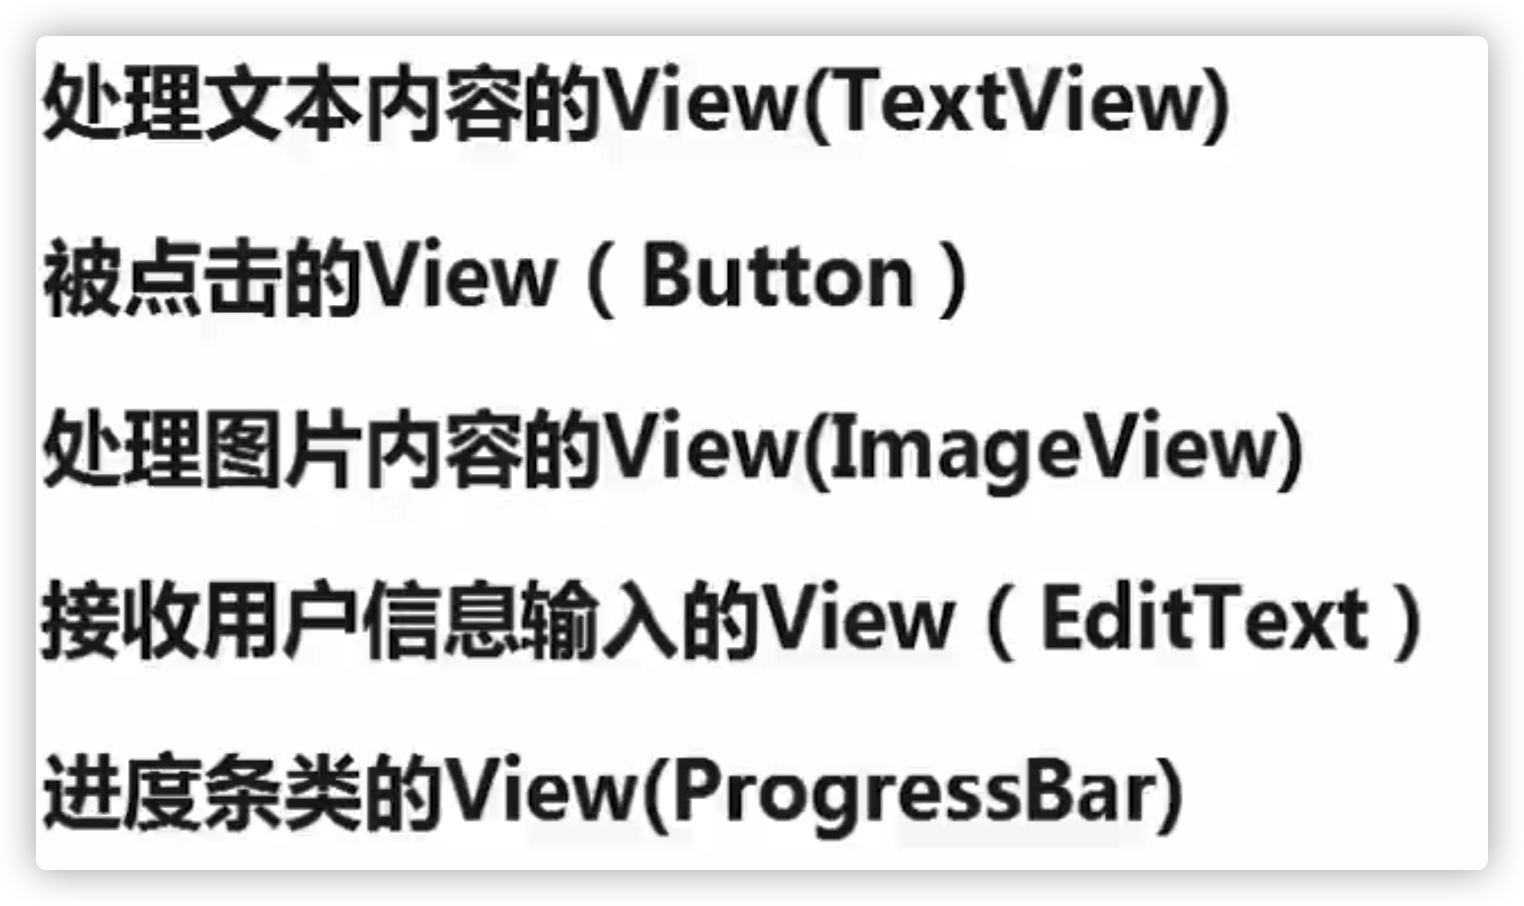 处理文本内容的View(TextView)
被点击的View（Button）
处理图片内容的View(ImageView)
接收用户信息输入的View（EditText）
进度条类的View(ProgressBar)